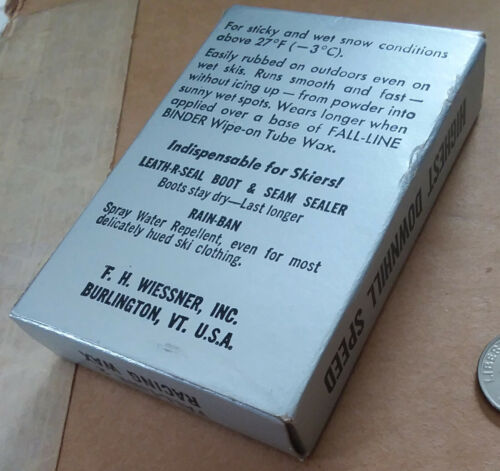 For sticky and wet snow conditions
above 27°F (—3°C).
Easily rubbed on outdoors even on
wet skis. Runs smooth and fast —
without icing up — from powder into
sunny wet spots. Wears longer when
applied over a base of FALL-LINE
BINDER Wipe-on Tube Wax.
Indispensable for Skiers!
LEATH-R-SEAL BOOT & SEAM SEALER
Boots stay dry—Last longer
RAIN-BAN
Spray Water Repellent, even for most
delicately hued ski clothing.
F. H. WIESSNER, INC.
BURLINGTON, VT. U.S.A.
HIGHEST DOWNHILL SPEED
RACING WAX
LIBERT